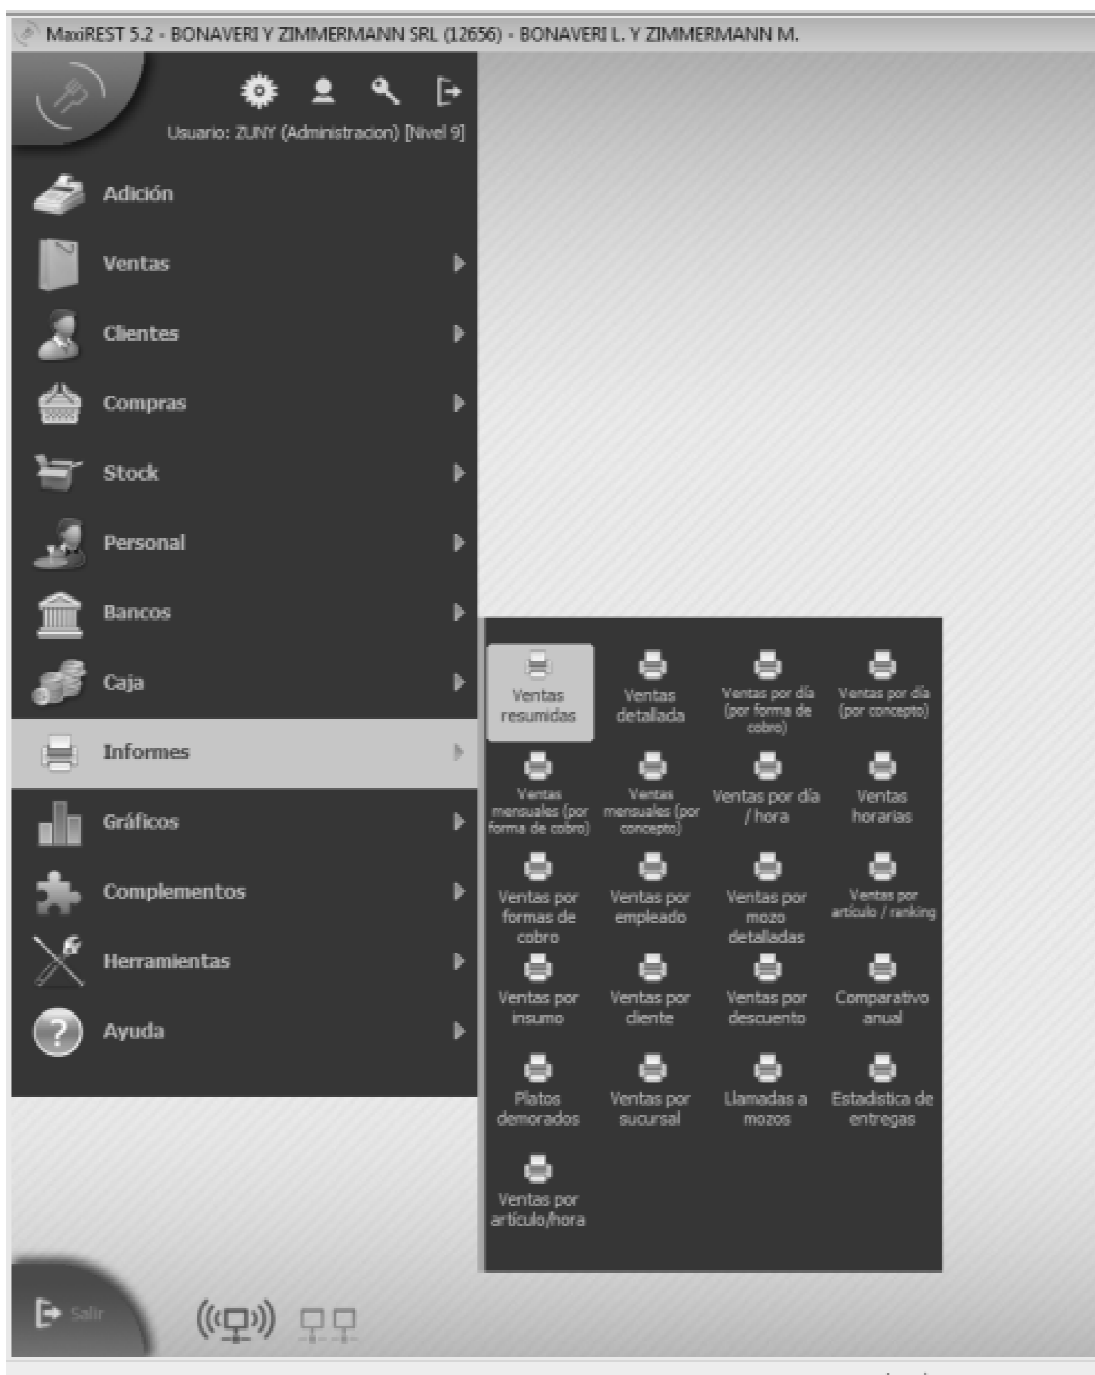 MaxiREST 5.2 - BONAVERI Y ZIMMERMANN SRL (12656) - BONAVERI L. Y ZIMMERMANN M.
Usuario: ZUNY (Administracion) [Nivel 9]
Adición
Ventas
Clientes
Compras
Stock
Personal
Bancos
Caja
Informes
Gráficos
Complementos
Herramientas
Ayuda
Ventas
resumidas
Ventas
detallada
Ventas por día
(por forma de
cobro)
Ventas por día
(por concepto)
Ventas
mensuales (por
forma de cobro)
Ventas
mensuales (por
concepto)
Ventas por día
/ hora
Ventas
horarias
Ventas por
formas de
cobro
Ventas por
empleado
Ventas por
mozo
detalladas
Ventas por
artículo / ranking
Ventas por
insumo
Ventas por
cliente
Ventas por
descuento
Comparativo
anual
Platos
demorados
Ventas por
sucursal
Llamadas a
mozos
Estadistica de
entregas
Ventas por
artículo/hora
Salir